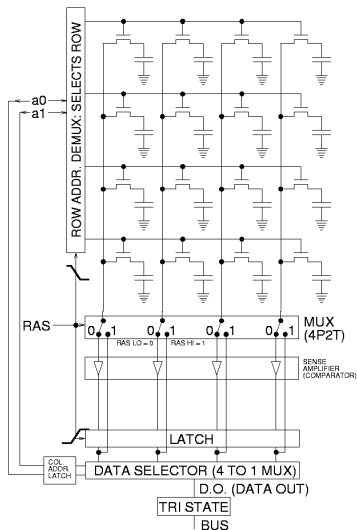 ROW ADDR. DEMUX: SELECTS ROW
a0
a1
RAS
0 1 0 1 0 1 0 1
MUX
(4P2T)
RAS LO = 0 RAS HI = 1
SENSE
AMPLIFIER
(COMPARATOR)
LATCH
COL.
ADDR.
LATCH
DATA SELECTOR (4 TO 1 MUX)
D.O. (DATA OUT)
TRI STATE
BUS